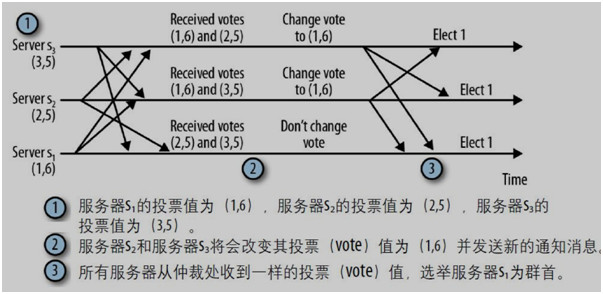 1
Received votes
(1,6) and (2,5)
Change vote
to (1,6)
Elect 1
Server s3
(3,5)
Received votes
(1,6) and (3,5)
Change vote
to (1,6)
Elect 1
Server s2
(2,5)
Received votes
(2,5) and (3,5)
Don't change
vote
Elect 1
Server s1
(1,6)
2
3
Time
1 服务器s1的投票值为（1,6），服务器s2的投票值为（2,5），服务器s3的
投票值为（3,5）。
2 服务器s2和服务器s3将会改变其投票（vote）值为（1,6）并发送新的通知消息。
3 所有服务器从仲裁处收到一样的投票（vote）值，选举服务器s1为群首。